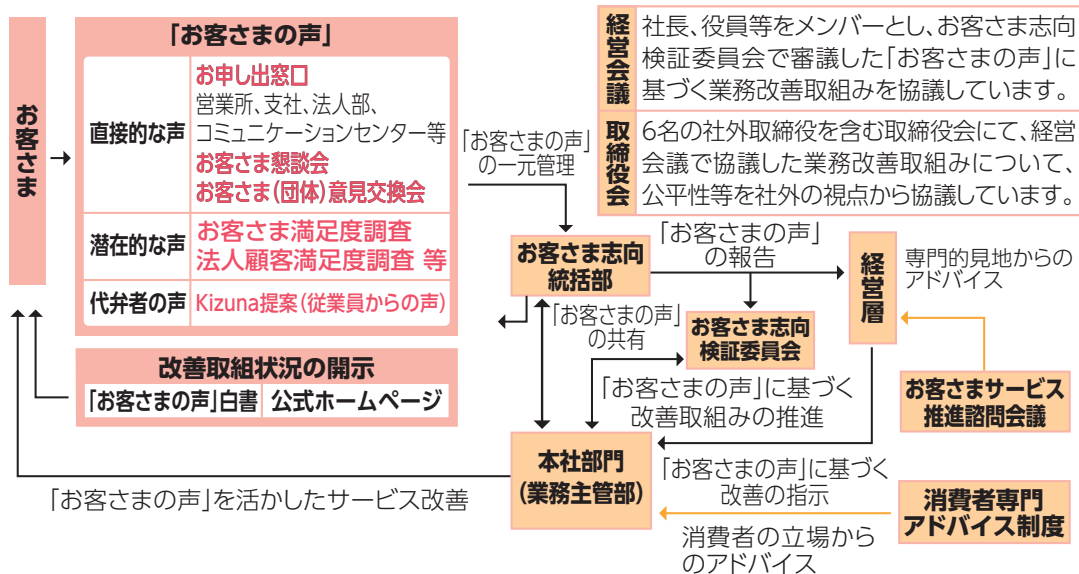 お客さま
「お客さまの声」
直接的な声
お申し出窓口
営業所、支社、法人部、
コミュニケーションセンター等
お客さま懇談会
お客さま(団体)意見交換会
潜在的な声
お客さま満足度調査
法人顧客満足度調査 等
代弁者の声
Kizuna提案(従業員からの声)
改善取組状況の開示
「お客さまの声」白書
公式ホームページ
「お客さまの声」
の一元管理
経営会議
社長、役員等をメンバーとし、お客さま志向
検証委員会で審議した「お客さまの声」に
基づく業務改善取組みを協議しています。
取締役会
6名の社外取締役を含む取締役会にて、経営
会議で協議した業務改善取組みについて、
公平性等を社外の視点から協議しています。
お客さま志向
統括部
「お客さまの声」
の報告
経営層
専門的見地からの
アドバイス
「お客さまの声」
の共有
お客さま志向
検証委員会
「お客さまの声」に基づく
改善取組みの推進
お客さまサービス
推進諮問会議
本社部門
(業務主管部)
「お客さまの声」に基づく
改善の指示
「お客さまの声」を活かしたサービス改善
消費者専門
アドバイス制度
消費者の立場から
のアドバイス